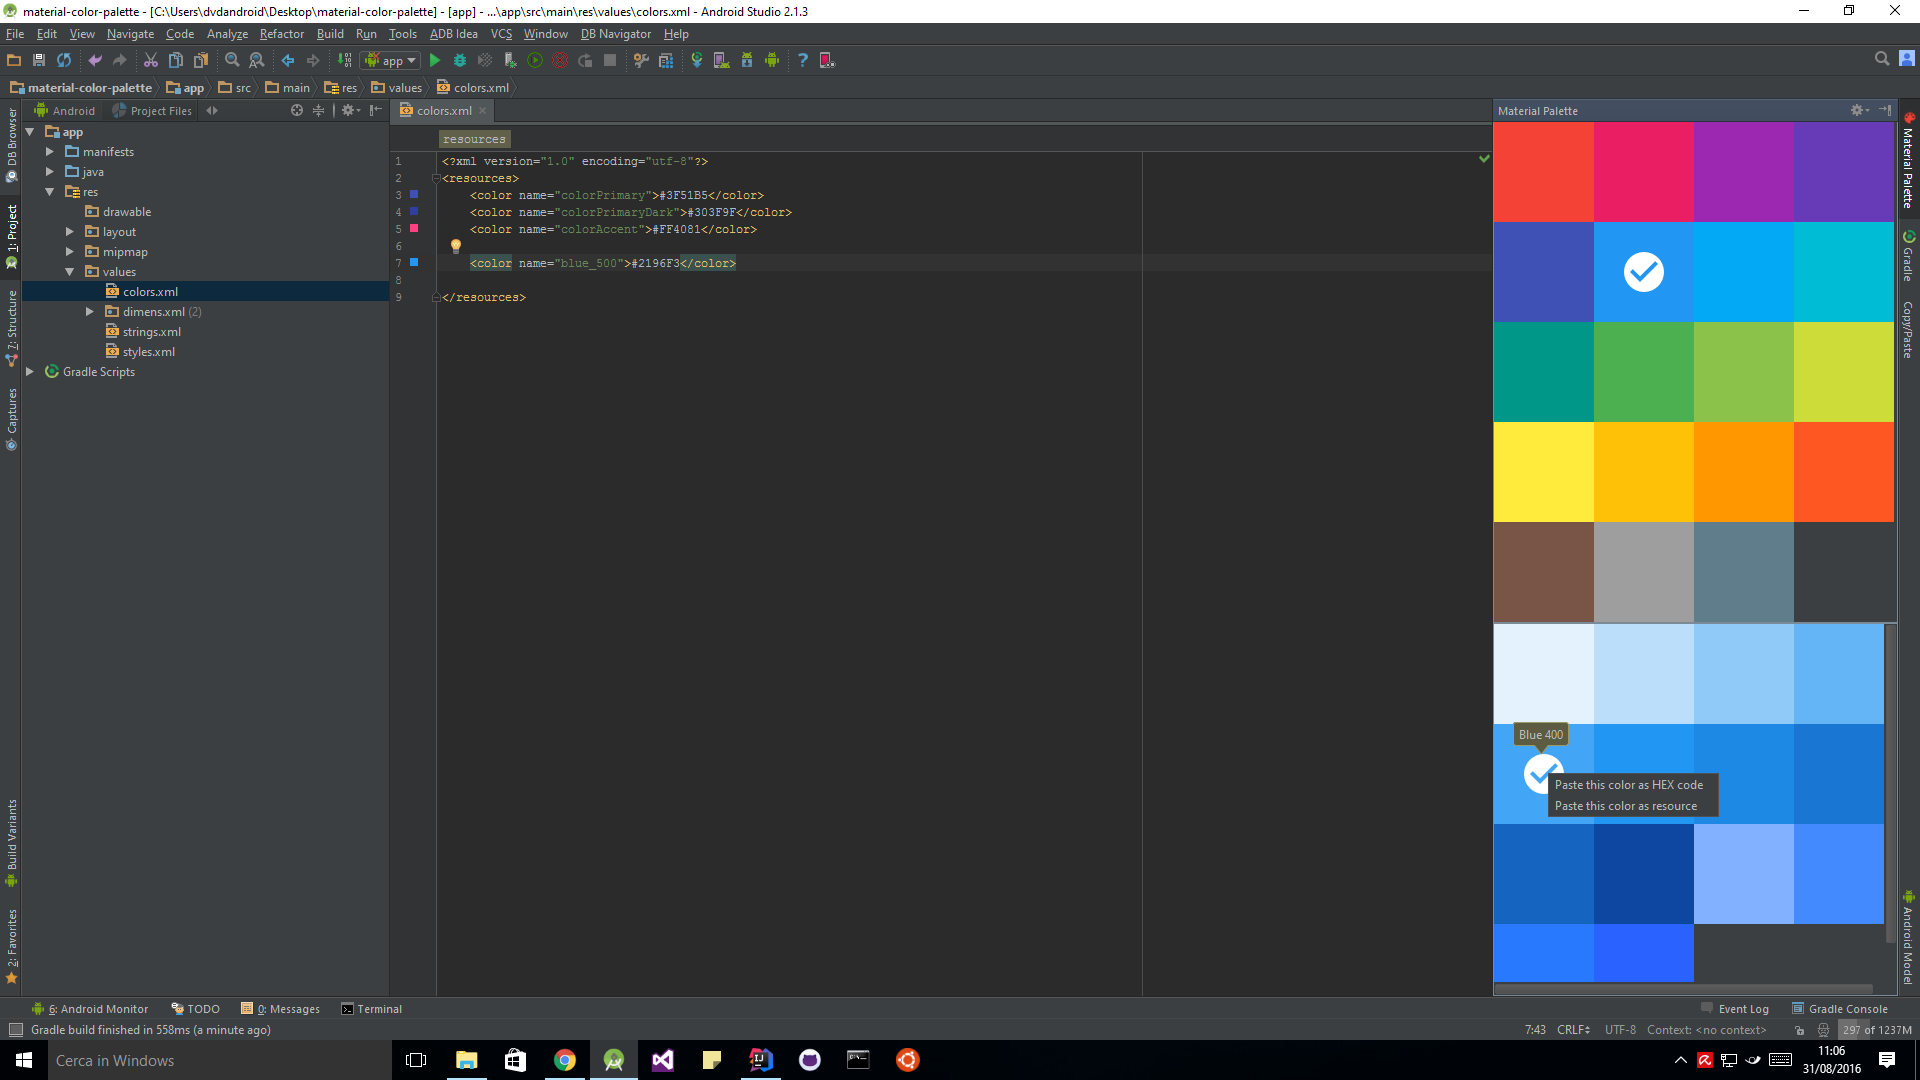 material-color-palette - [C:\Users\dvdandroid\Desktop\material-color-palette] - [app] - ...\app\src\main\res\values\colors.xml - Android Studio 2.1.3
File Edit View Navigate Code Analyze Refactor Build Run Tools ADB Idea VCS Window DB Navigator Help
app
material-color-palette app src main res values colors.xml
Android Project Files
colors.xml
Material Palette
DB Browser
1: Project
7: Structure
Captures
Build Variants
2: Favorites
app
manifests
java
res
drawable
layout
mipmap
values
colors.xml
dimens.xml (2)
strings.xml
styles.xml
Gradle Scripts
resources
1 <?xml version="1.0" encoding="utf-8"?>
2 <resources>
3 <color name="colorPrimary">#3F51B5</color>
4 <color name="colorPrimaryDark">#303F9F</color>
5 <color name="colorAccent">#FF4081</color>
6
7 <color name="blue_500">#2196F3</color>
8
9 </resources>
Blue 400
Paste this color as HEX code
Paste this color as resource
Material Palette
Gradle
Copy/Paste
Android Model
6: Android Monitor TODO 0: Messages Terminal Event Log Gradle Console
Gradle build finished in 558ms (a minute ago) 7:43 CRLF UTF-8 Context: <no context> 297 of 1237M
Cerca in Windows
11:06
31/08/2016